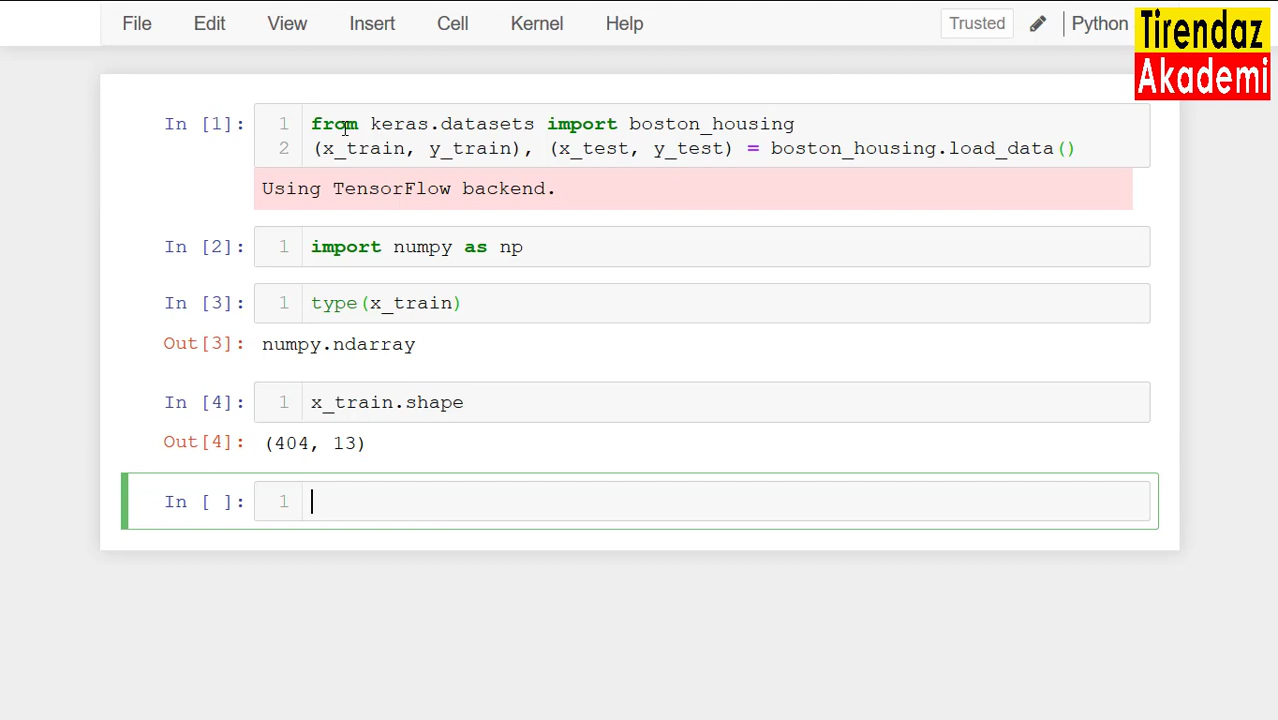 File Edit View Insert Cell Kernel Help Trusted Python
Tirendaz
Akademi
In [1]: 1 from keras.datasets import boston_housing
2 (x_train, y_train), (x_test, y_test) = boston_housing.load_data()
Using TensorFlow backend.
In [2]: 1 import numpy as np
In [3]: 1 type(x_train)
Out[3]: numpy.ndarray
In [4]: 1 x_train.shape
Out[4]: (404, 13)
In [ ]: 1